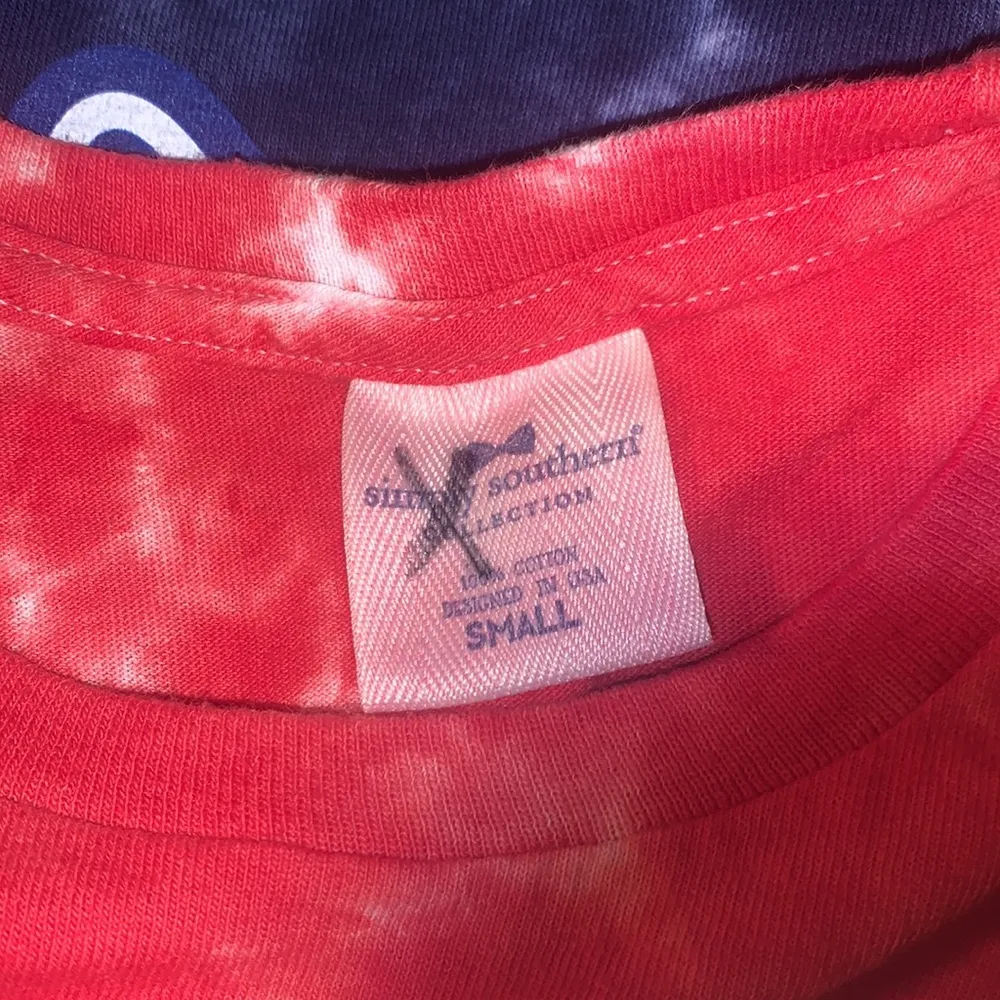 simply southern®
COLLECTION
100% COTTON
DESIGNED IN USA
SMALL